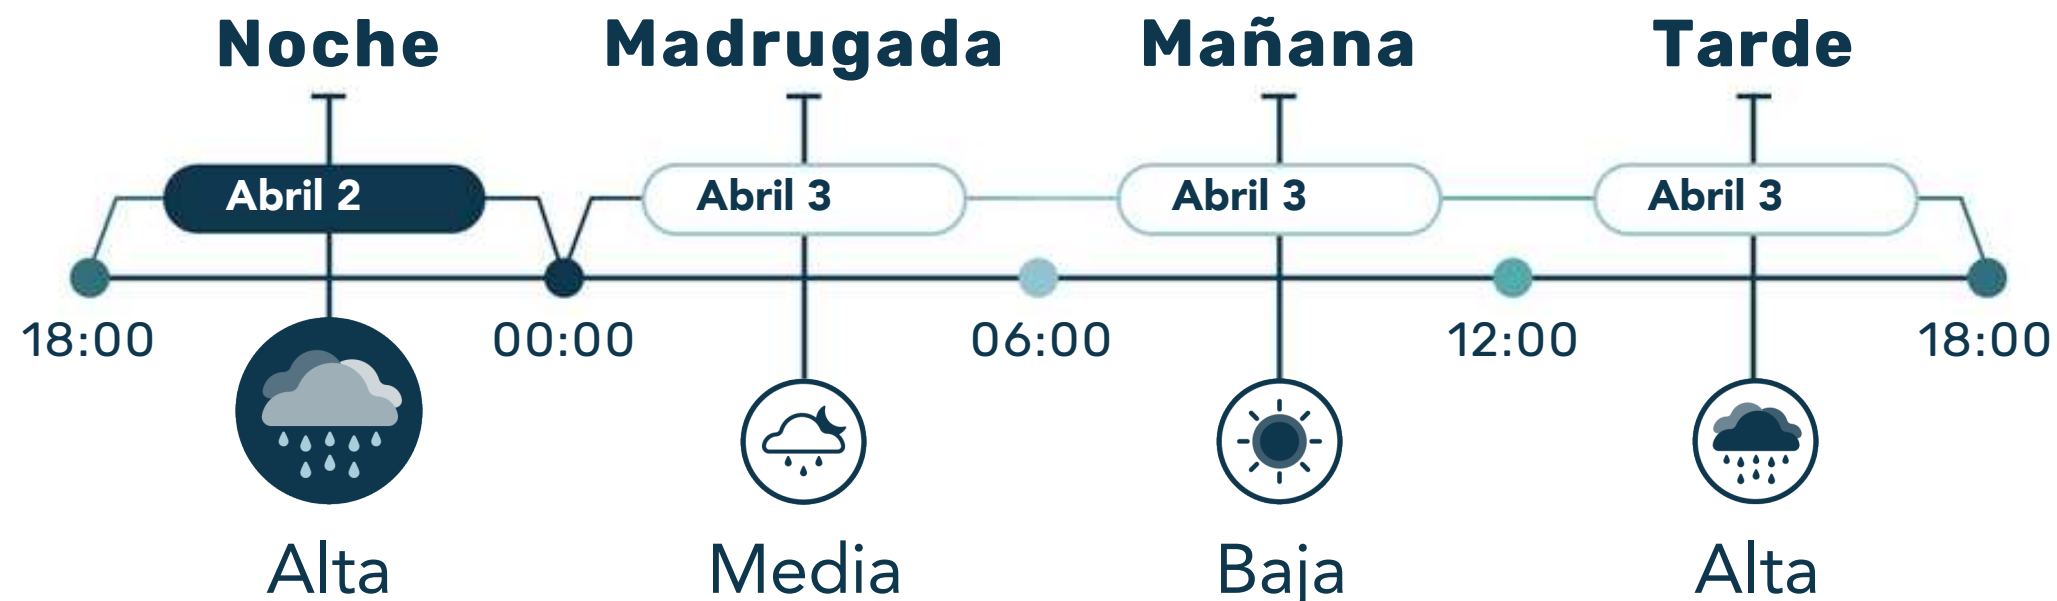 Noche
Madrugada
Mañana
Tarde
Abril 2
Abril 3
Abril 3
Abril 3
18:00
00:00
06:00
12:00
18:00
Alta
Media
Baja
Alta